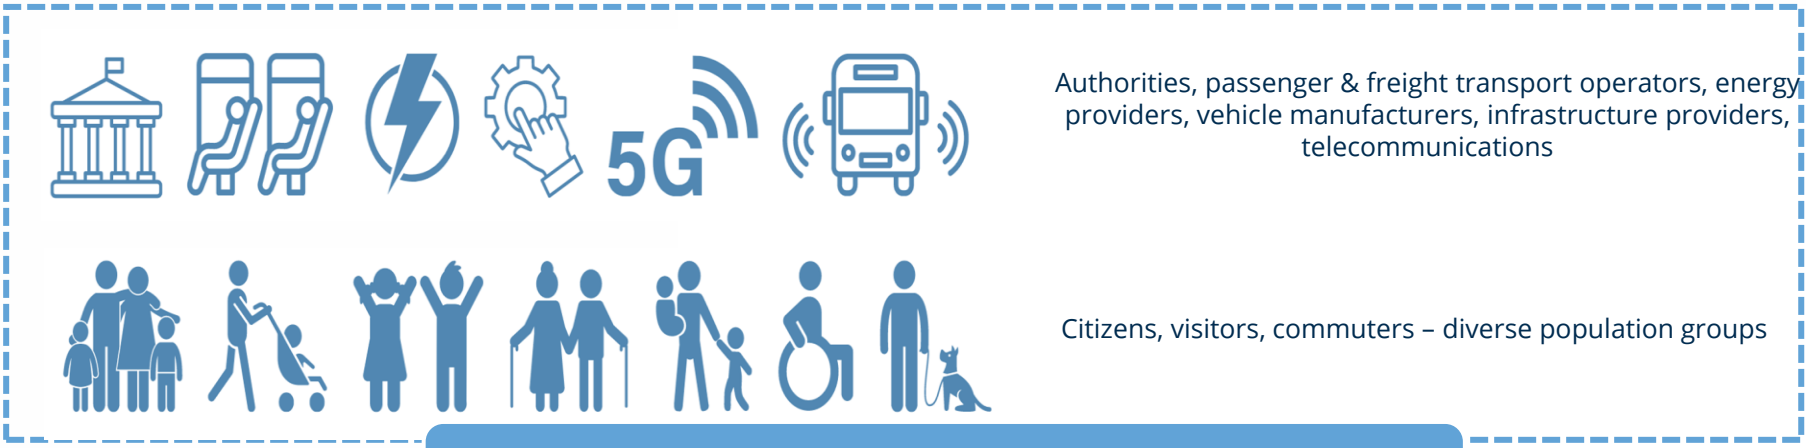 5G
Authorities, passenger & freight transport operators, energy
providers, vehicle manufacturers, infrastructure providers,
telecommunications
Citizens, visitors, commuters – diverse population groups